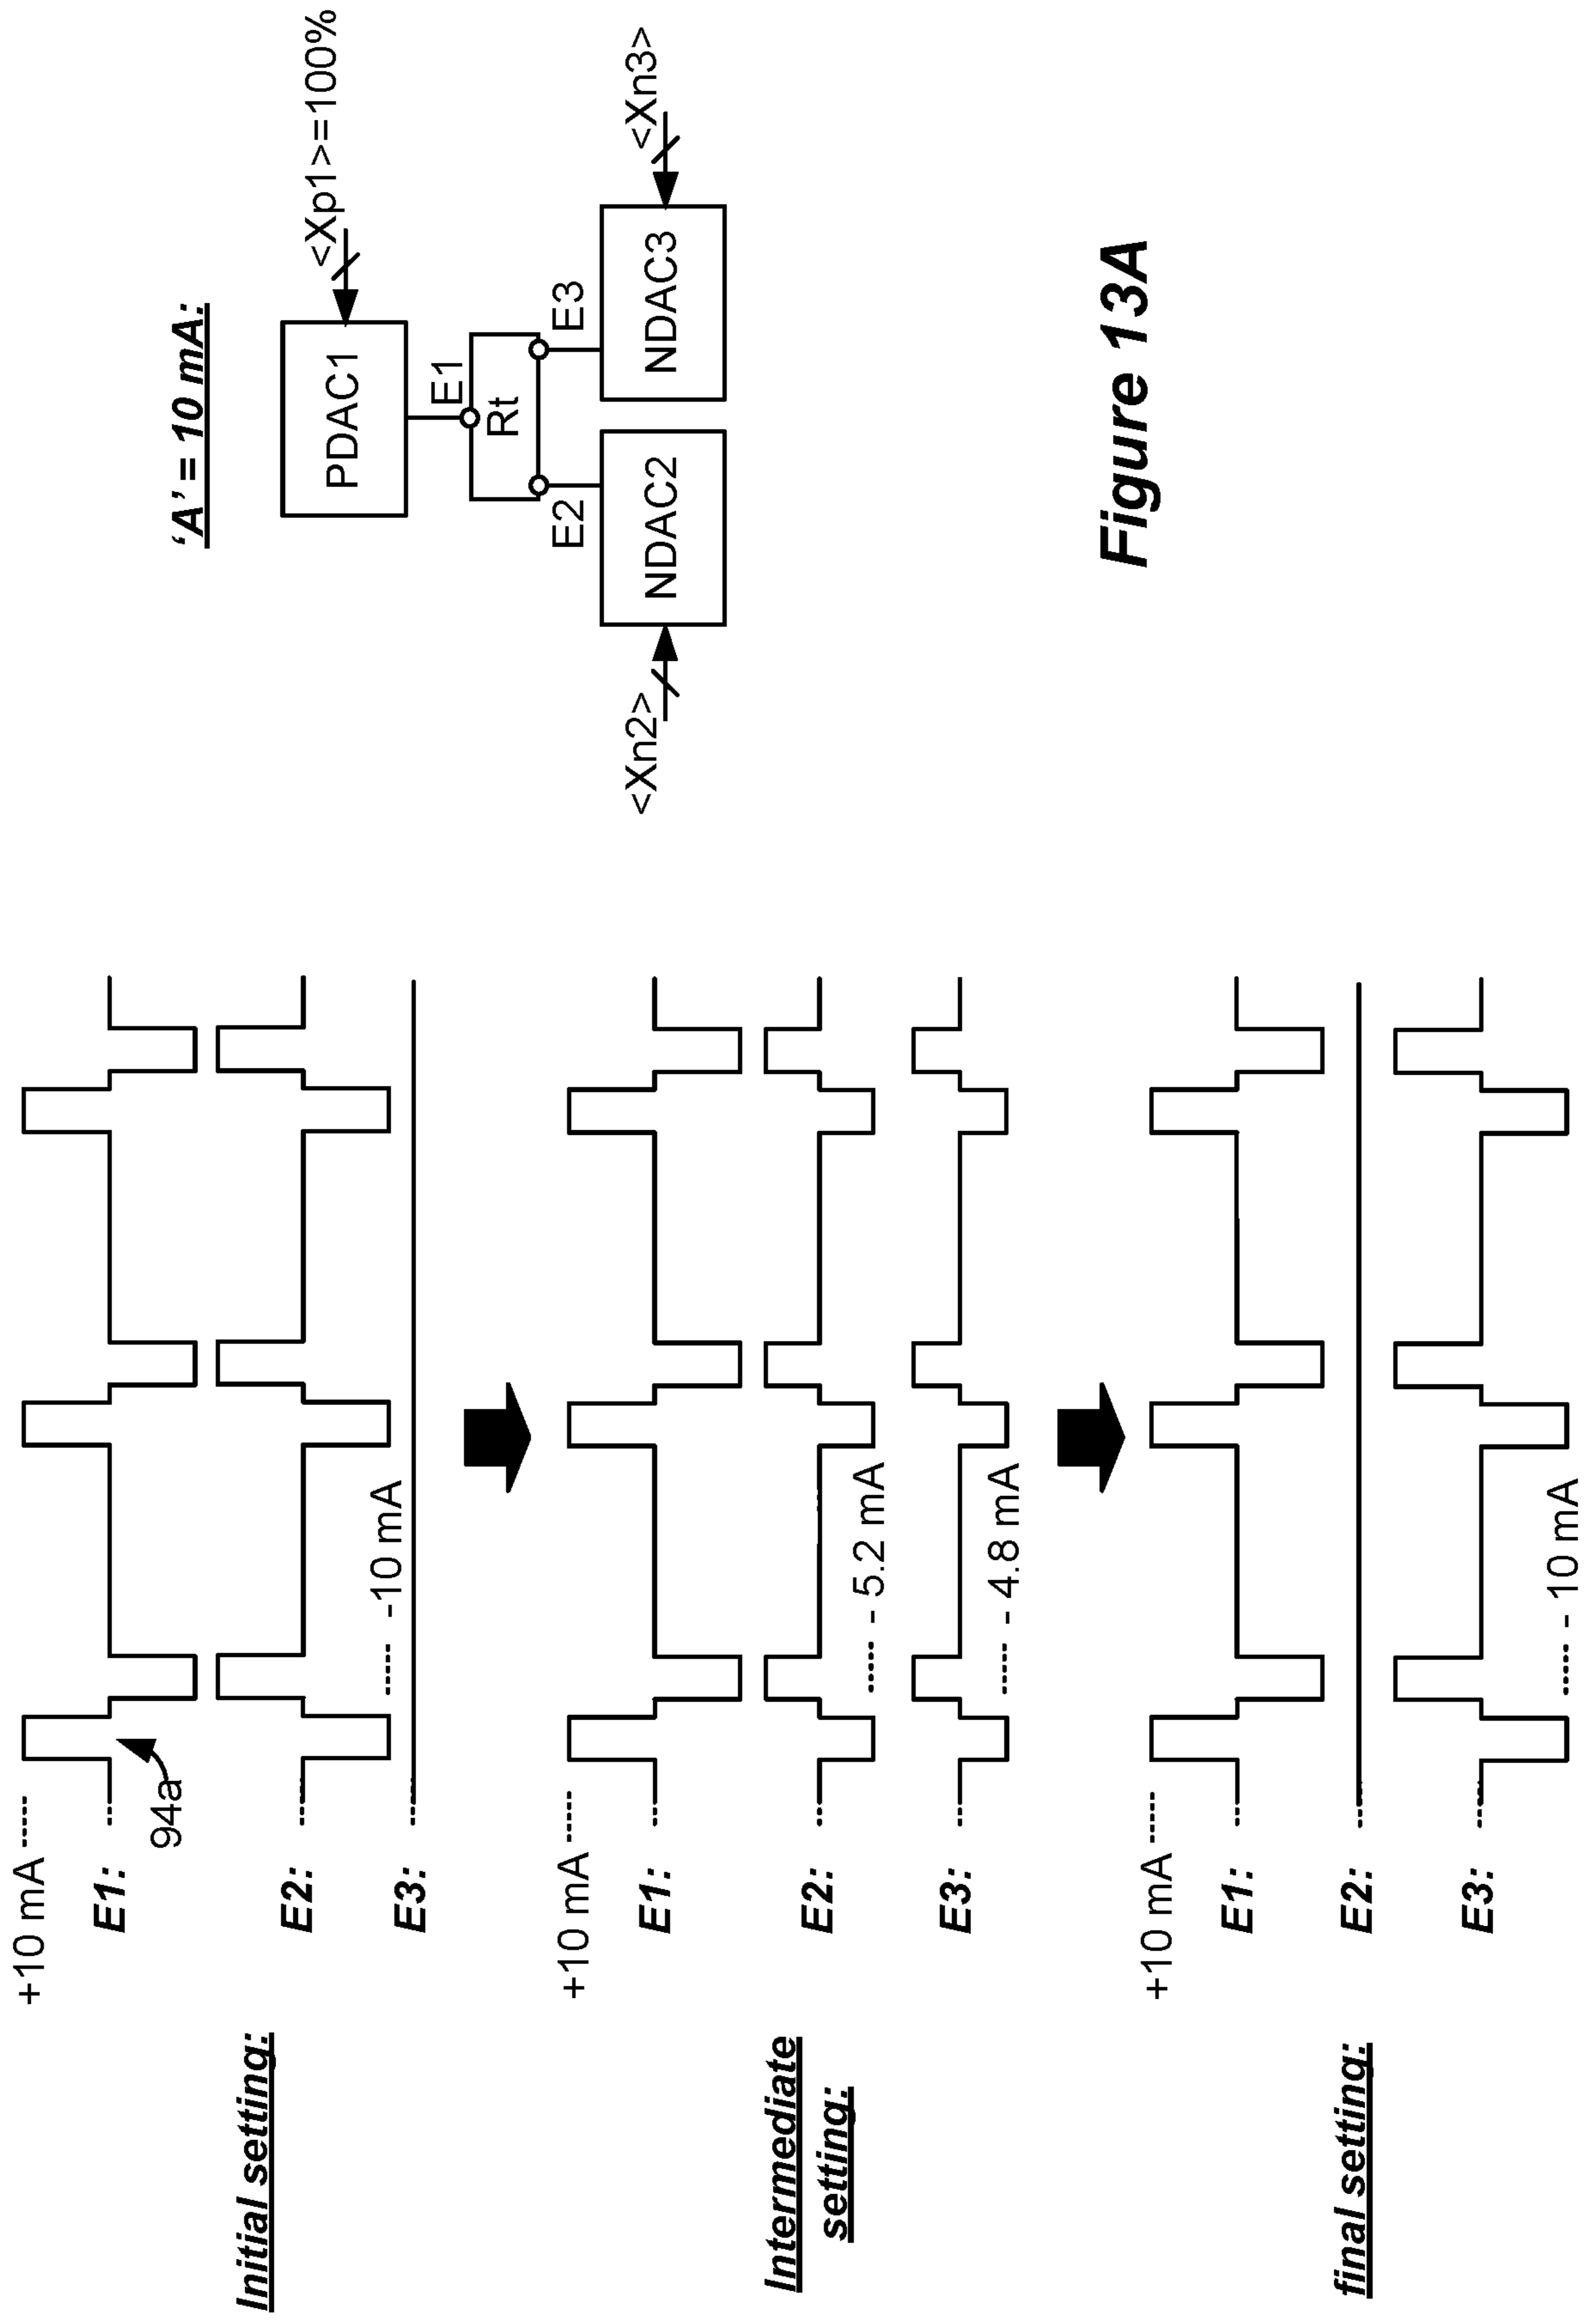 Initial setting:
+10 mA
E1:
94a
E2:
-10 mA
E3:
Intermediate
setting:
+10 mA
E1:
E2:
- 5.2 mA
E3:
- 4.8 mA
final setting:
+10 mA
E1:
E2:
E3:
- 10 mA
‘A’ = 10 mA:
PDAC1
<Xp1>=100%
E1
Rt
E2
E3
<Xn2>
NDAC2
NDAC3
<Xn3>
Figure 13A